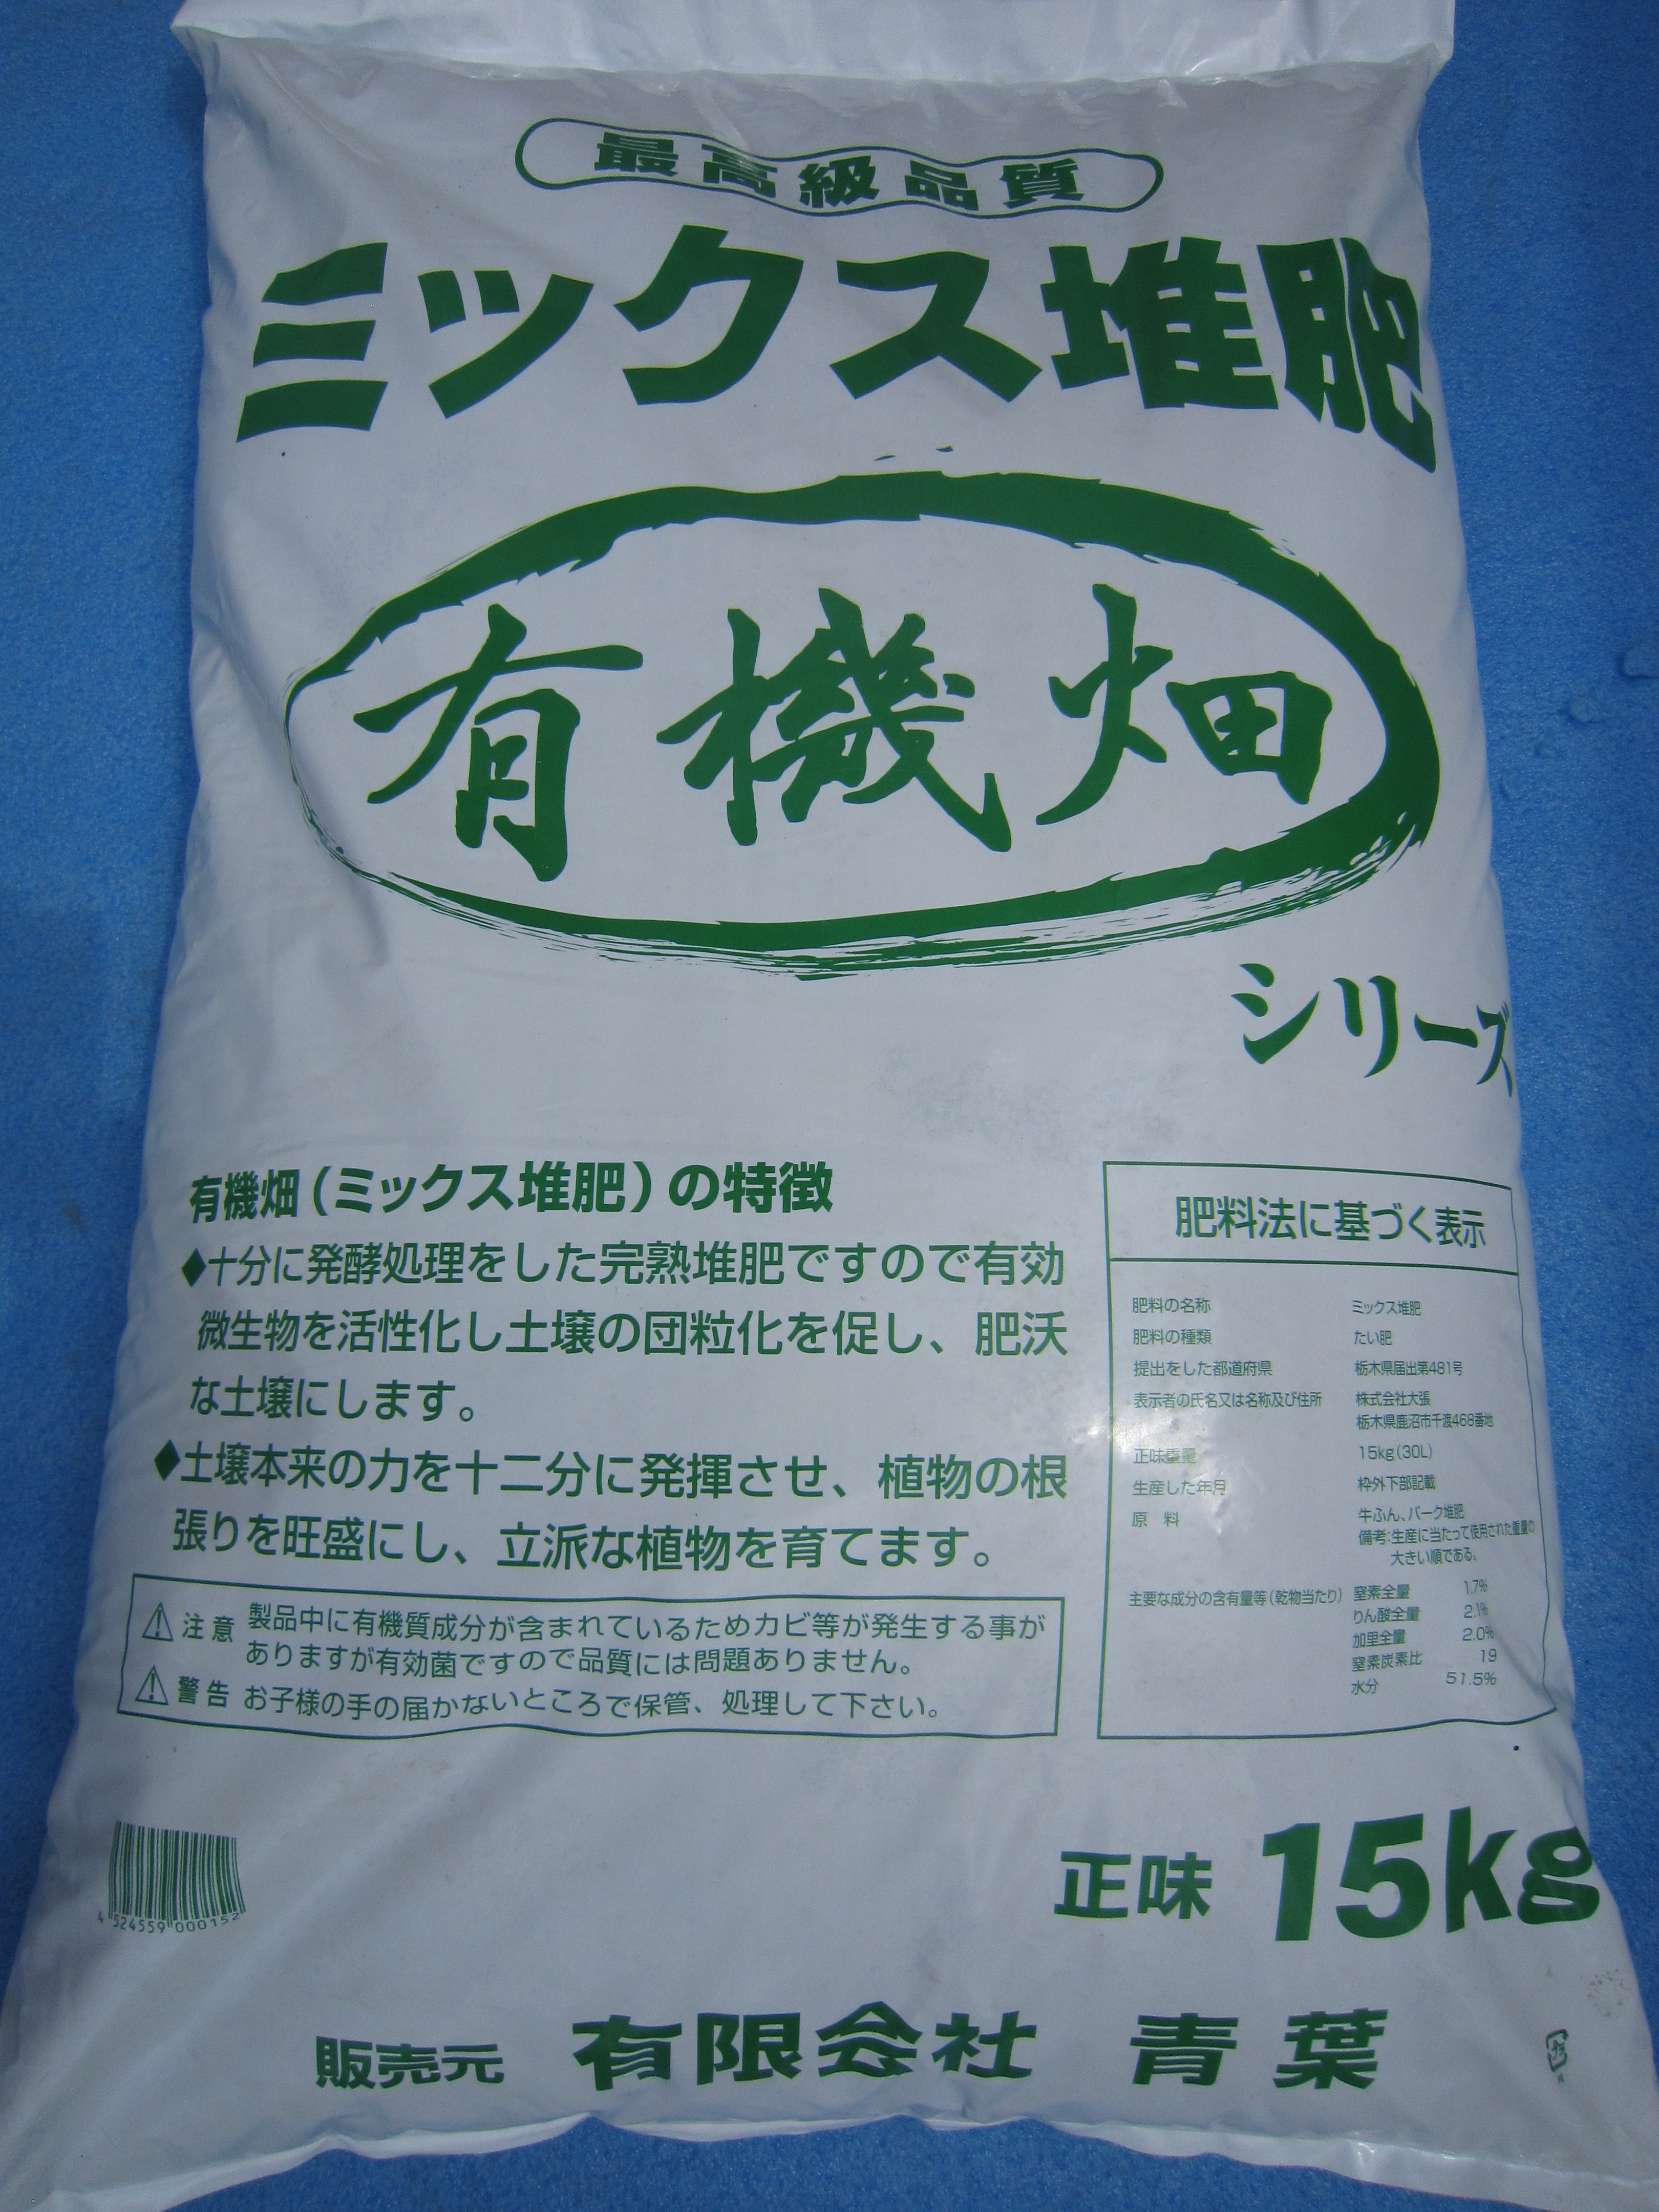 最高級品質
ミックス堆肥
有機畑
シリーズ
有機畑（ミックス堆肥）の特徴
◆十分に発酵処理をした完熟堆肥ですので有効
微生物を活性化し土壌の団粒化を促し、肥沃
な土壌にします。
◆土壌本来の力を十二分に発揮させ、植物の根
張りを旺盛にし、立派な植物を育てます。
注意 製品中に有機質成分が含まれているためカビ等が発生する事が
ありますが有効菌ですので品質には問題ありません。
警告 お子様の手の届かないところで保管、処理して下さい。
肥料法に基づく表示
肥料の名称 ミックス堆肥
肥料の種類 たい肥
提出をした都道府県 栃木県届出第481号
表示者の氏名又は名称及び住所 株式会社大張
栃木県鹿沼市千渡468番地
正味重量 15kg(30L)
生産した年月 枠外下部記載
原　料 牛ふん、バーク堆肥
備考:生産に当たって使用された重量の
大きい順である。
主要な成分の含有量等(乾物当たり) 窒素全量 1.7%
りん酸全量 2.1%
加里全量 2.0%
窒素炭素比 19
水分 51.5%
4 524559 000152
正味 15kg
販売元 有限会社 青葉